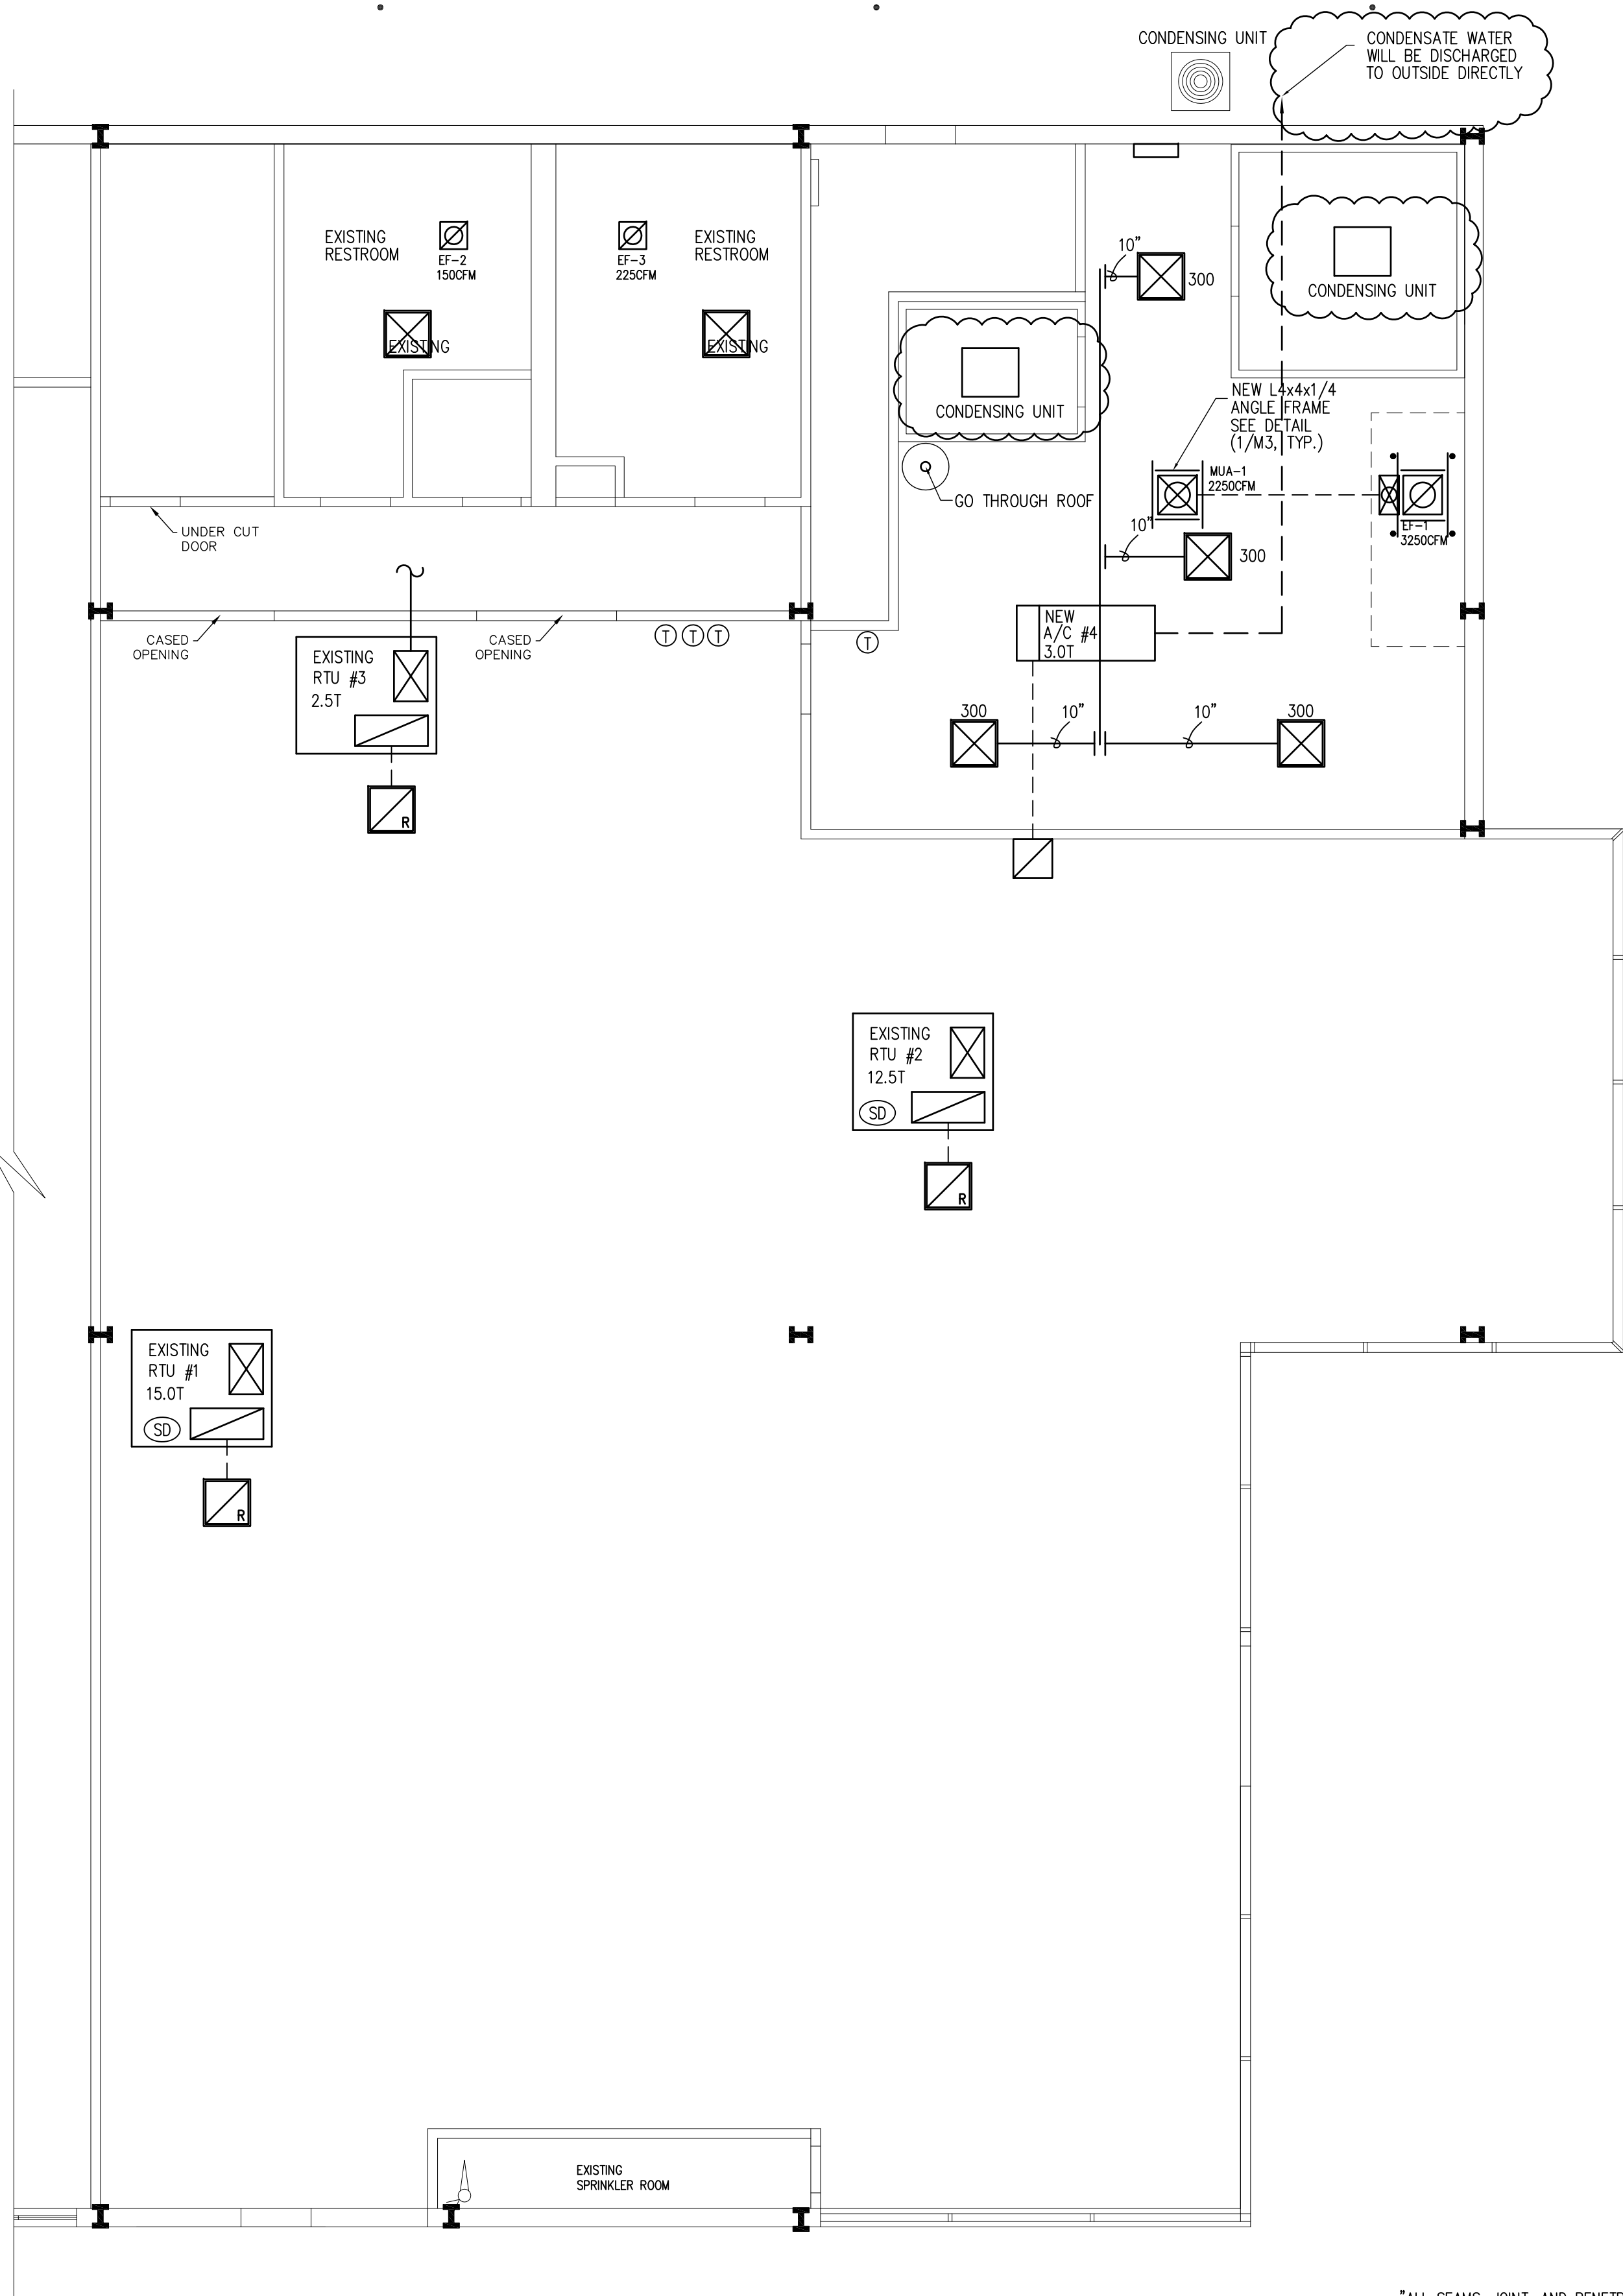 CONDENSING UNIT
CONDENSATE WATER
WILL BE DISCHARGED
TO OUTSIDE DIRECTLY
EXISTING
RESTROOM
EF-2
150CFM
EXISTING
EF-3
225CFM
EXISTING
RESTROOM
EXISTING
10"
300
CONDENSING UNIT
CONDENSING UNIT
NEW L4x4x1/4
ANGLE FRAME
SEE DETAIL
(1/M3, TYP.)
MUA-1
2250CFM
GO THROUGH ROOF
EF-1
3250CFM
10"
300
UNDER CUT
DOOR
CASED
OPENING
CASED
OPENING
T T T
T
NEW
A/C #4
3.0T
EXISTING
RTU #3
2.5T
R
300
10"
10"
300
EXISTING
RTU #2
12.5T
SD
R
EXISTING
RTU #1
15.0T
SD
R
EXISTING
SPRINKLER ROOM
"ALL SEAMS, JOINT, AND